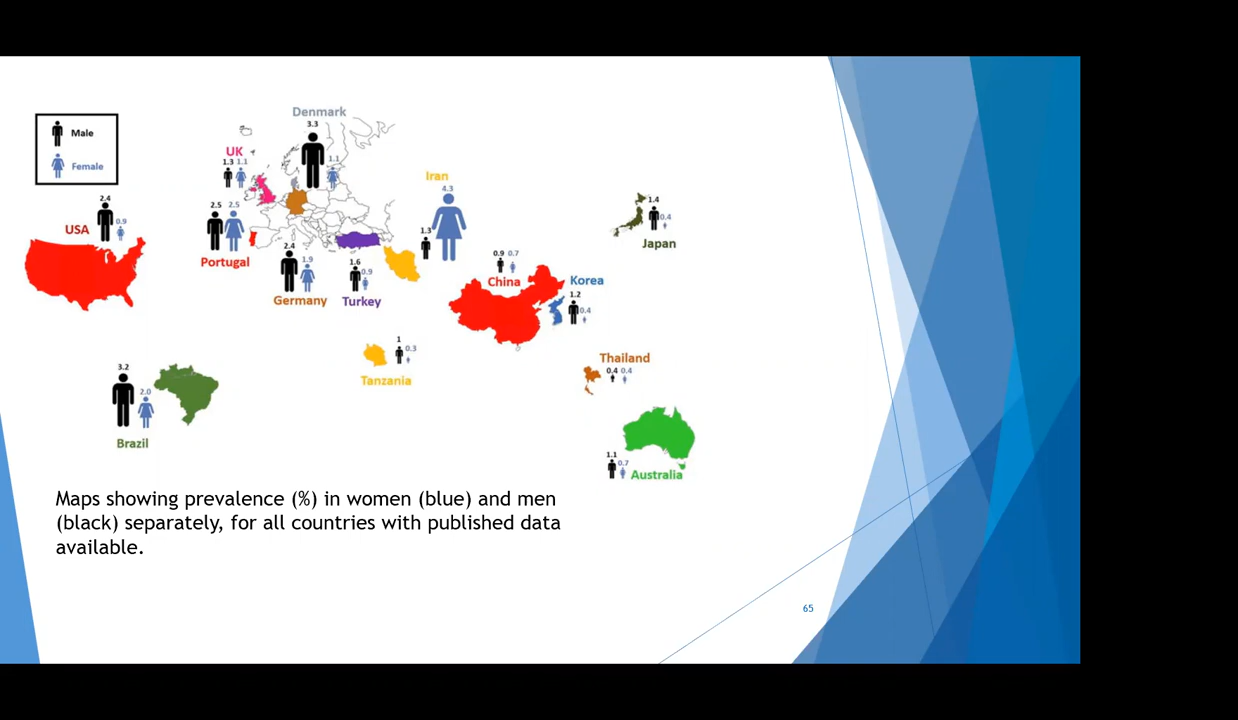 Denmark
3.3
1.1
Male
Female
UK
1.3 1.1
Iran
4.3
1.3
USA
2.4
0.9
2.5 2.5
Portugal
2.4
1.9
Germany
1.6
0.9
Turkey
1.4
0.4
Japan
0.9 0.7
China
Korea
1.2
0.4
1
0.3
Tanzania
Thailand
0.4 0.4
3.2
2.0
Brazil
1.1
0.7
Australia
Maps showing prevalence (%) in women (blue) and men
(black) separately, for all countries with published data
available.
65